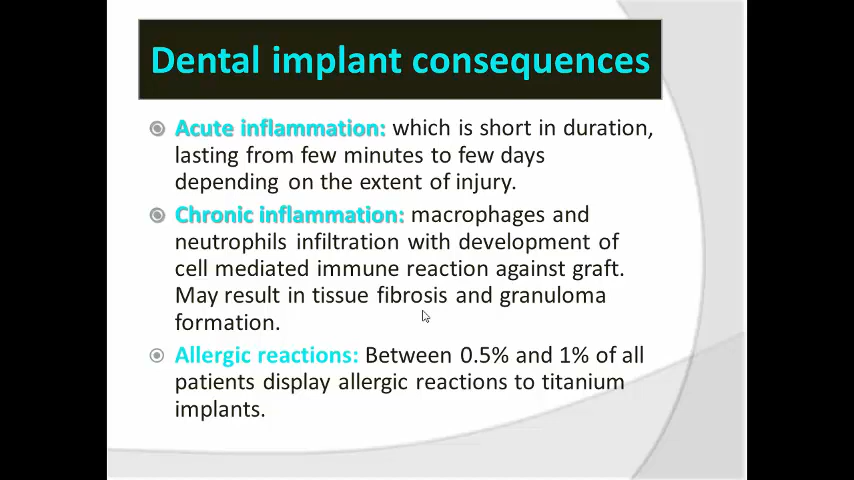 Dental implant consequences
Acute inflammation: which is short in duration,
lasting from few minutes to few days
depending on the extent of injury.
Chronic inflammation: macrophages and
neutrophils infiltration with development of
cell mediated immune reaction against graft.
May result in tissue fibrosis and granuloma
formation.
Allergic reactions: Between 0.5% and 1% of all
patients display allergic reactions to titanium
implants.